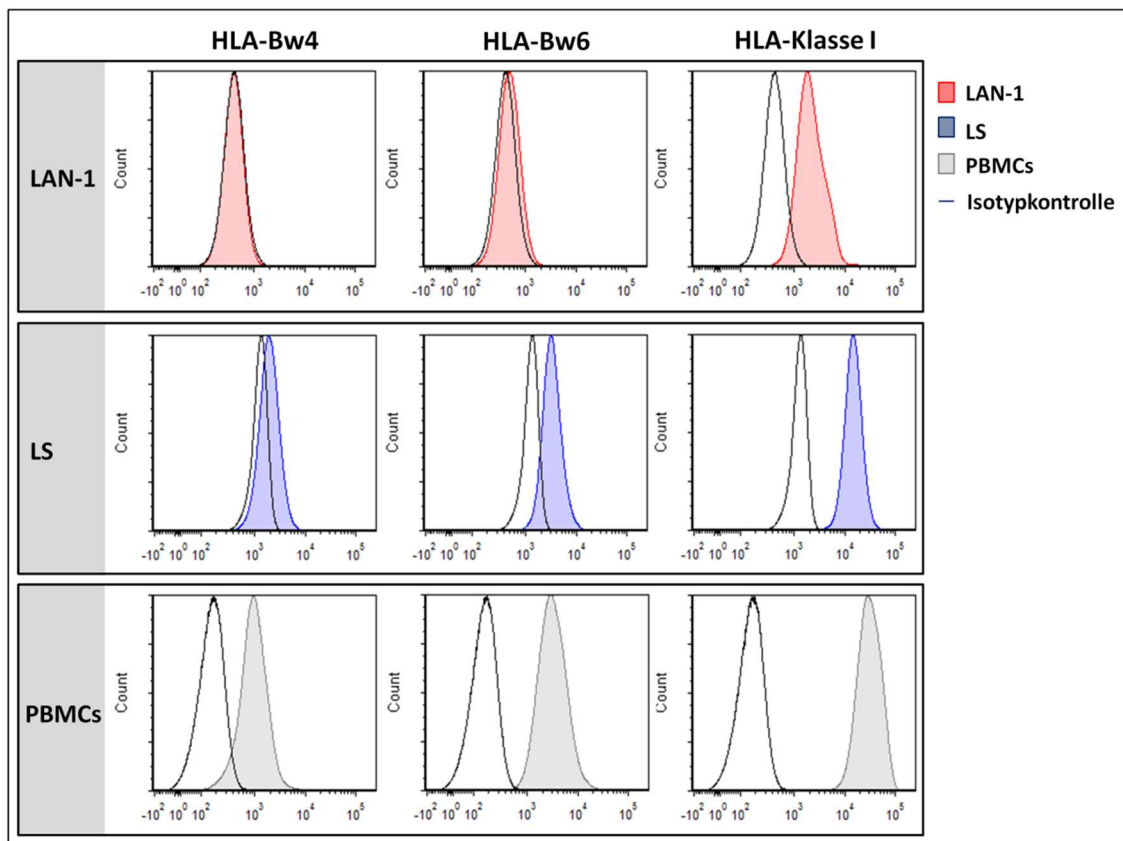 HLA-Bw4 HLA-Bw6 HLA-Klasse I
LAN-1
Count Count Count
-10² 10⁰ 10² 10³ 10⁴ 10⁵ -10² 10⁰ 10² 10³ 10⁴ 10⁵ -10² 10⁰ 10² 10³ 10⁴ 10⁵
LAN-1
LS
PBMCs
Isotypkontrolle
LS
Count Count Count
-10² 10⁰ 10² 10³ 10⁴ 10⁵ -10² 10⁰ 10² 10³ 10⁴ 10⁵ -10² 10⁰ 10² 10³ 10⁴ 10⁵
PBMCs
Count Count Count
-10² 10⁰ 10² 10³ 10⁴ 10⁵ -10² 10⁰ 10² 10³ 10⁴ 10⁵ -10² 10⁰ 10² 10³ 10⁴ 10⁵